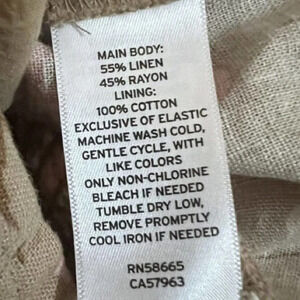 MAIN BODY:
55% LINEN
45% RAYON
LINING:
100% COTTON
EXCLUSIVE OF ELASTIC
MACHINE WASH COLD,
GENTLE CYCLE, WITH
LIKE COLORS
ONLY NON-CHLORINE
BLEACH IF NEEDED
TUMBLE DRY LOW,
REMOVE PROMPTLY
COOL IRON IF NEEDED
RN58665
CA57963